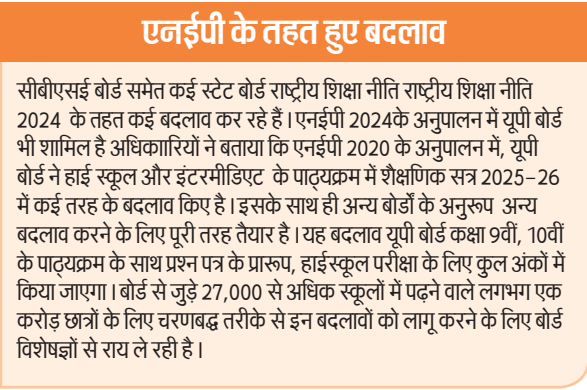 एनईपी के तहत हुए बदलाव
सीबीएसई बोर्ड समेत कई स्टेट बोर्ड राष्ट्रीय शिक्षा नीति राष्ट्रीय शिक्षा नीति
2024 के तहत कई बदलाव कर रहे हैं। एनईपी 2024के अनुपालन में यूपी बोर्ड
भी शामिल है अधिकाारियों ने बताया कि एनईपी 2020 के अनुपालन में, यूपी
बोर्ड ने हाई स्कूल और इंटरमीडिएट के पाठ्यक्रम में शैक्षणिक सत्र 2025-26
में कई तरह के बदलाव किए है। इसके साथ ही अन्य बोर्डों के अनुरूप अन्य
बदलाव करने के लिए पूरी तरह तैयार है। यह बदलाव यूपी बोर्ड कक्षा 9वीं, 10वीं
के पाठ्यक्रम के साथ प्रश्न पत्र के प्रारूप, हाईस्कूल परीक्षा के लिए कुल अंकों में
किया जाएगा। बोर्ड से जुड़े 27,000 से अधिक स्कूलों में पढ़ने वाले लगभग एक
करोड़ छात्रों के लिए चरणबद्ध तरीके से इन बदलावों को लागू करने के लिए बोर्ड
विशेषज्ञों से राय ले रही है।